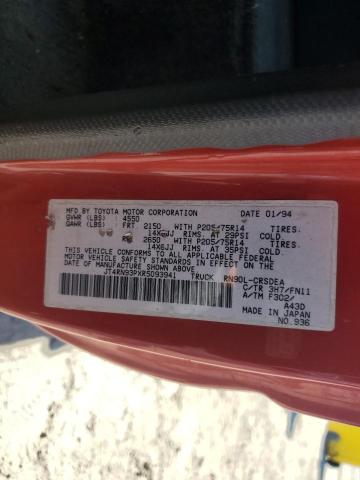 MFD BY TOYOTA MOTOR CORPORATION DATE 01/94
GVWR (LBS) 4550
GAWR (LBS) FRT 2150 WITH P205/75R14 TIRES.
14X6JJ RIMS. AT 29PSI COLD.
RR 2650 WITH P205/75R14 TIRES.
14X6JJ RIMS. AT 35PSI COLD.
THIS VEHICLE CONFORMS TO ALL APPLICABLE FEDERAL
MOTOR VEHICLE SAFETY STANDARDS IN EFFECT ON THE
DATE OF MANUFACTURE SHOWN ABOVE
JT4RN93PXR5093941 TRUCK RN90L-CRSDEA
C/TR 3H7/FN11
A/TM F302/
A43D
MADE IN
JAPAN
NO.936